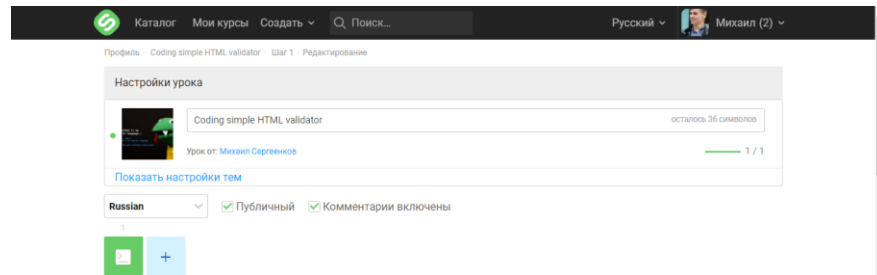 Каталог Мои курсы Создать Поиск... Русский Михаил (2)
Профиль · Coding simple HTML validator · Шаг 1 · Редактирование
Настройки урока
Coding simple HTML validator осталось 36 символов
Урок от: Михаил Сергеенков 1 / 1
Показать настройки тем
Russian Публичный Комментарии включены
1
+